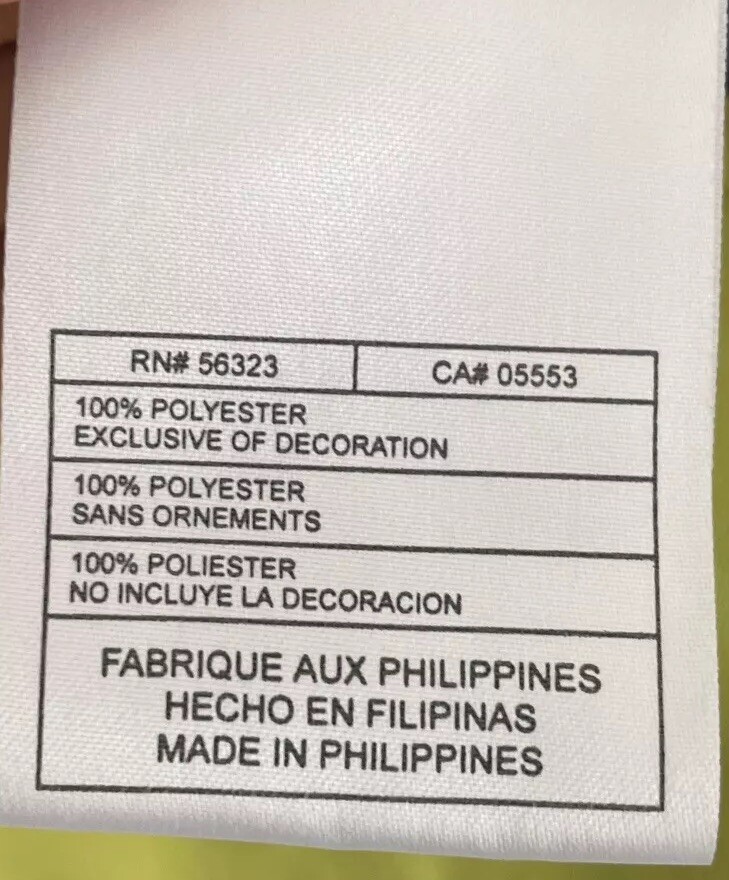 RN# 56323 CA# 05553
100% POLYESTER
EXCLUSIVE OF DECORATION
100% POLYESTER
SANS ORNEMENTS
100% POLIESTER
NO INCLUYE LA DECORACION
FABRIQUE AUX PHILIPPINES
HECHO EN FILIPINAS
MADE IN PHILIPPINES